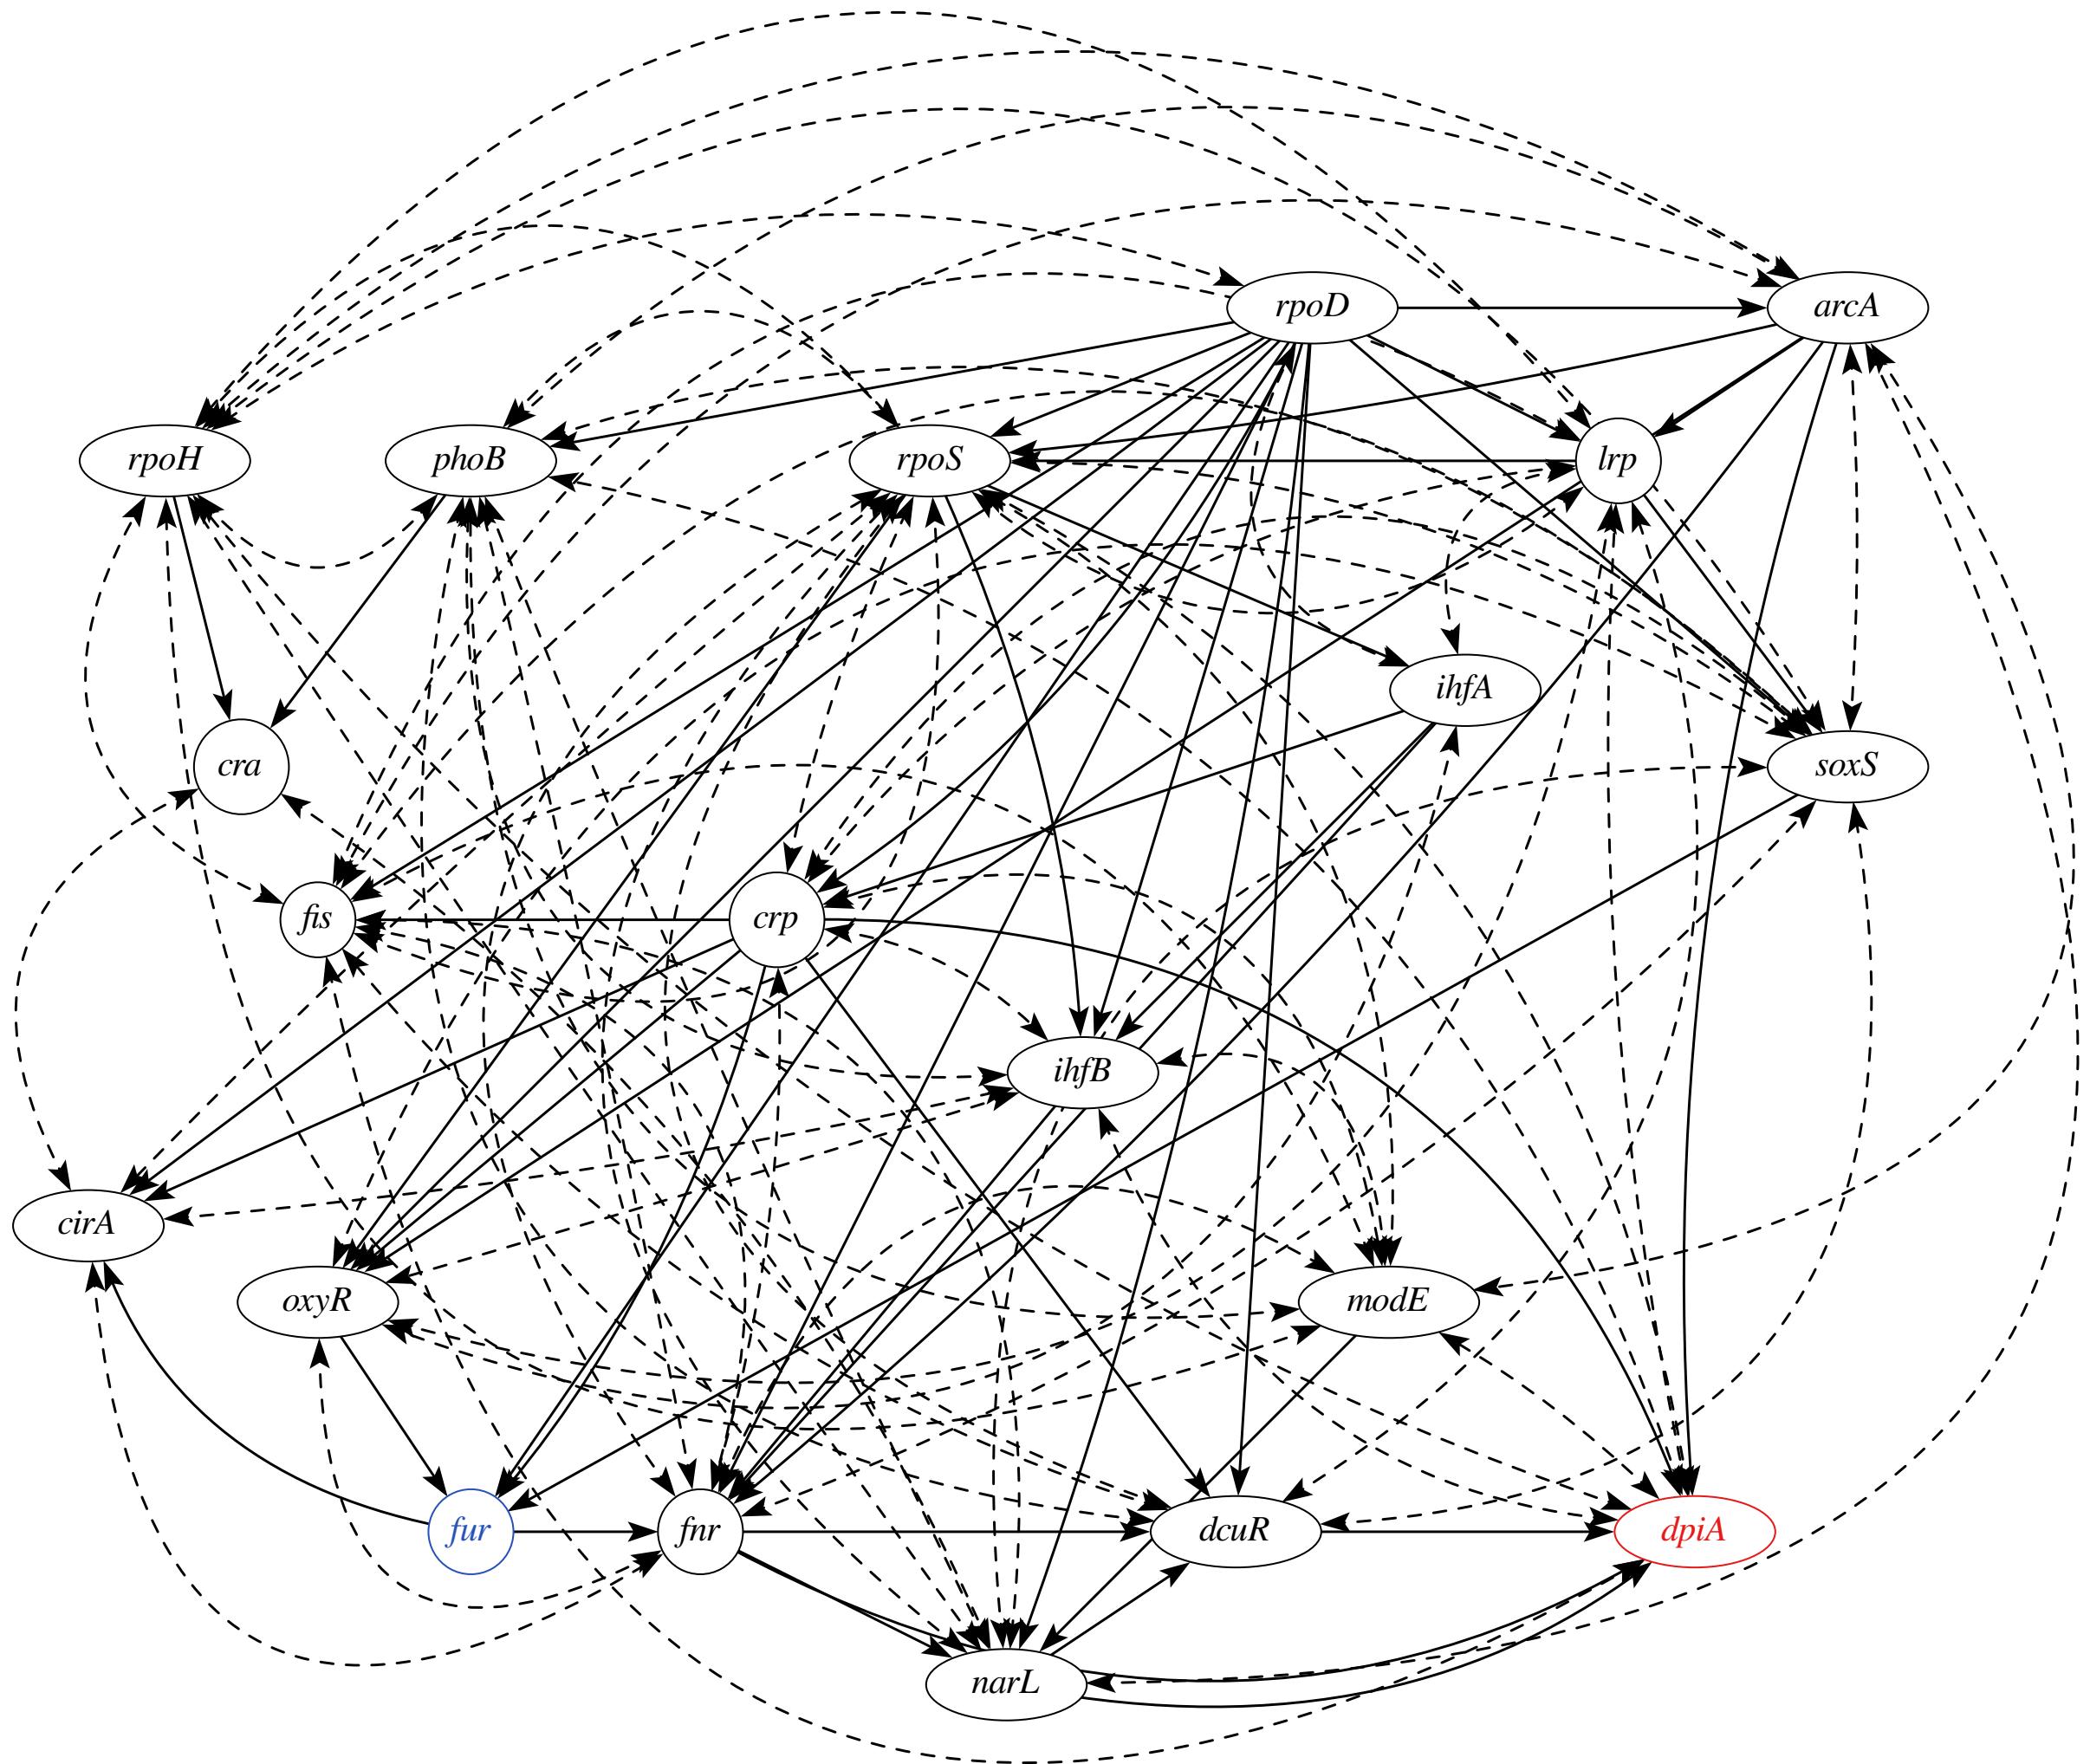 rpoD
arcA
rpoH
phoB
rpoS
lrp
ihfA
cra
soxS
fis
crp
ihfB
cirA
oxyR
modE
fur
fnr
dcuR
dpiA
narL